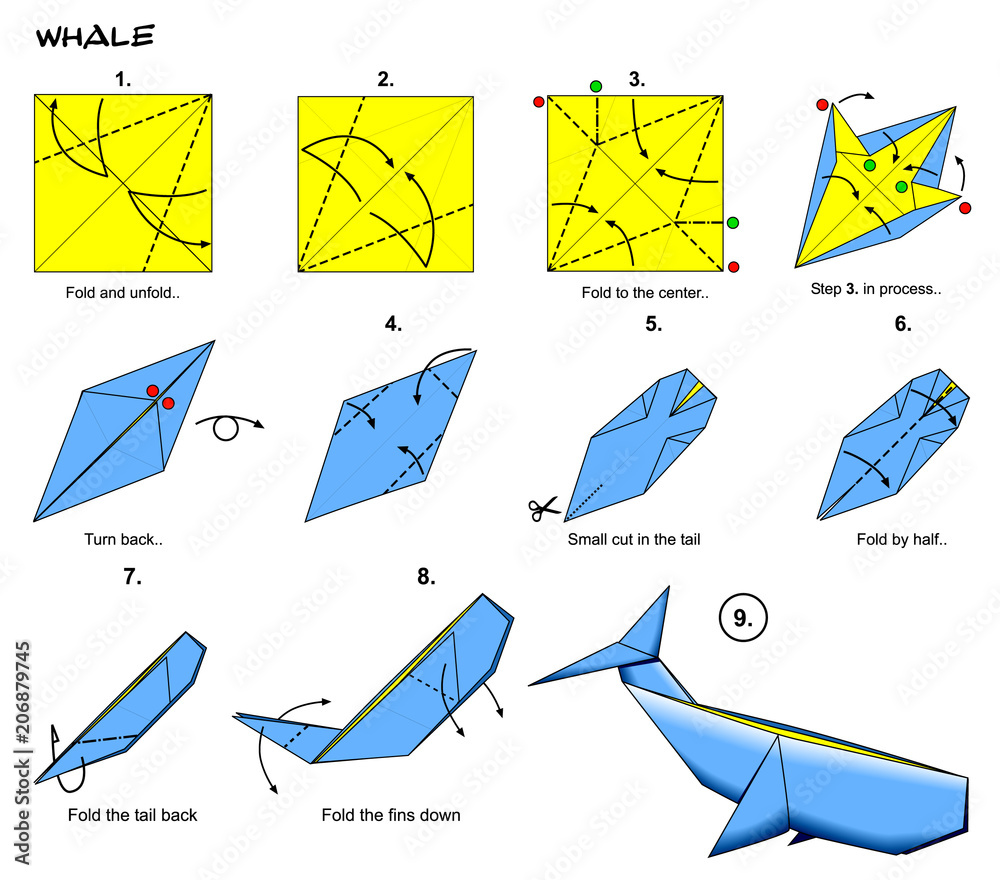 WHALE
1.
2.
3.
Fold and unfold..
Fold to the center..
Step 3. in process..
4.
5.
6.
Turn back..
Small cut in the tail
Fold by half..
7.
8.
9.
Fold the tail back
Fold the fins down
Adobe Stock | #206879745
Adobe Stock